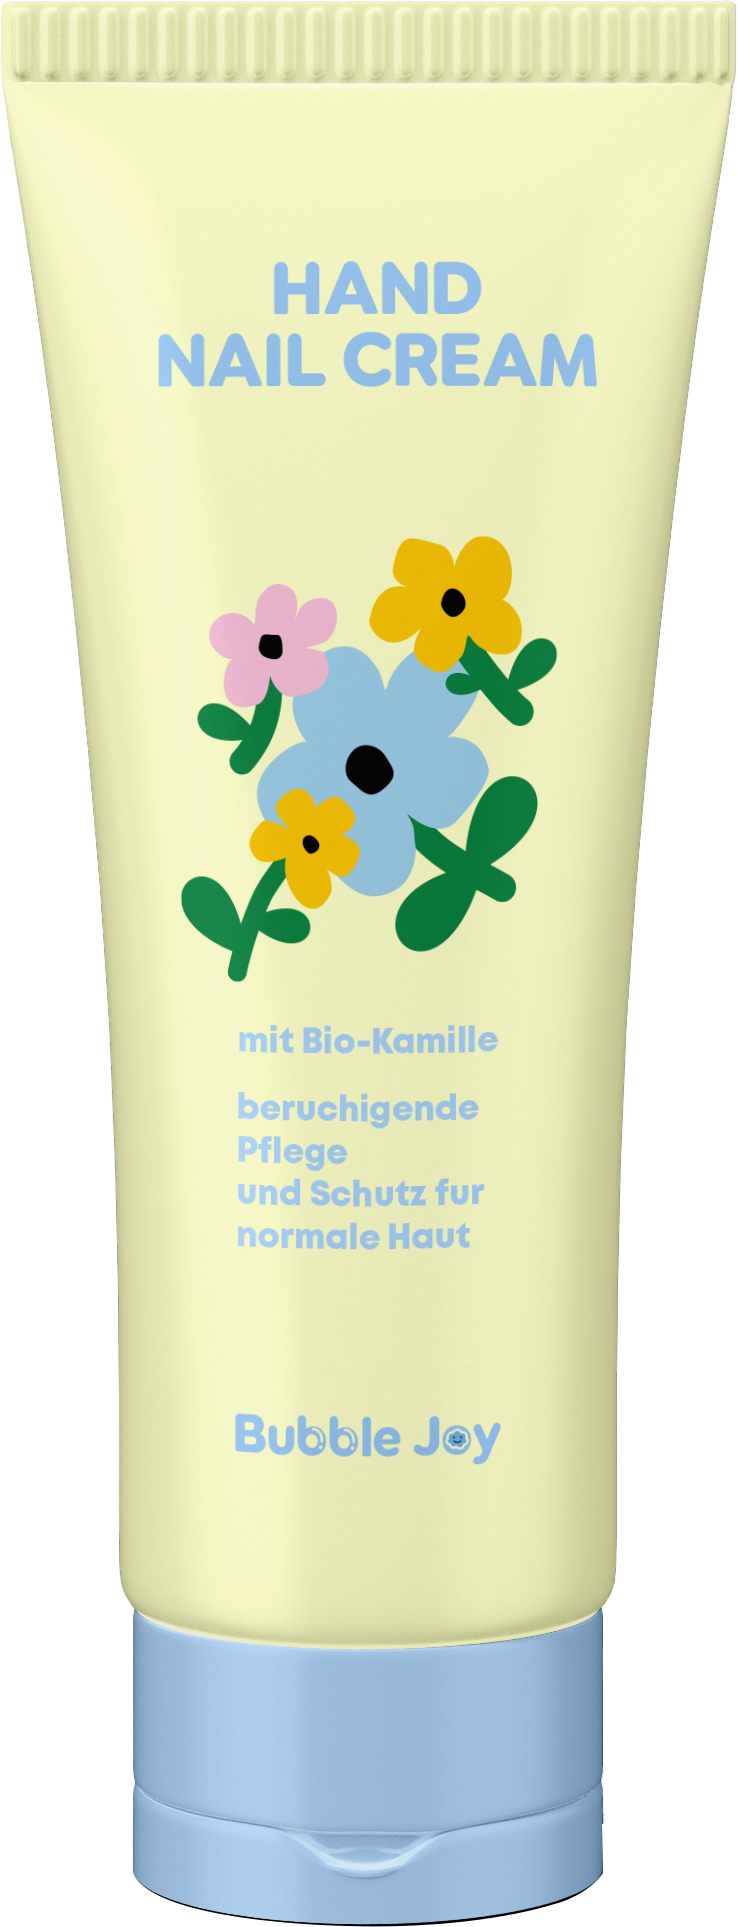 HAND
NAIL CREAM
mit Bio-Kamille
beruchigende
Pflege
und Schutz fur
normale Haut
Bubble Joy